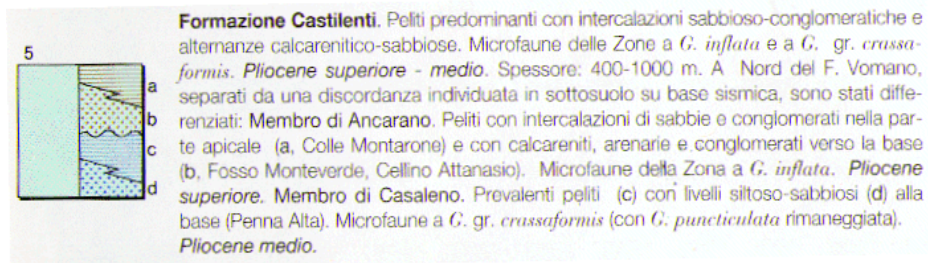 Formazione Castilenti. Peliti predominanti con intercalazioni sabbioso-conglomeratiche e
5
alternanze calcarenitico-sabbiose. Microfaune delle Zone a G. inflata e a G. gr. crassa-
formis. Pliocene superiore - medio. Spessore: 400-1000 m. A Nord del F. Vomano,
a
separati da una discordanza individuata in sottosuolo su base sismica, sono stati diffe-
b
renziati: Membro di Ancarano. Peliti con intercalazioni di sabbie e conglomerati nella par-
c
te apicale (a, Colle Montarone) e con calcareniti, arenarie e conglomerati verso la base
(b, Fosso Monteverde, Cellino Attanasio). Microfaune della Zona a G. inflata. Pliocene
d
superiore. Membro di Casaleno. Prevalenti peliti (c) con livelli siltoso-sabbiosi (d) alla
base (Penna Alta). Microfaune a G. gr. crassaformis (con G. puncticulata rimaneggiata).
Pliocene medio.